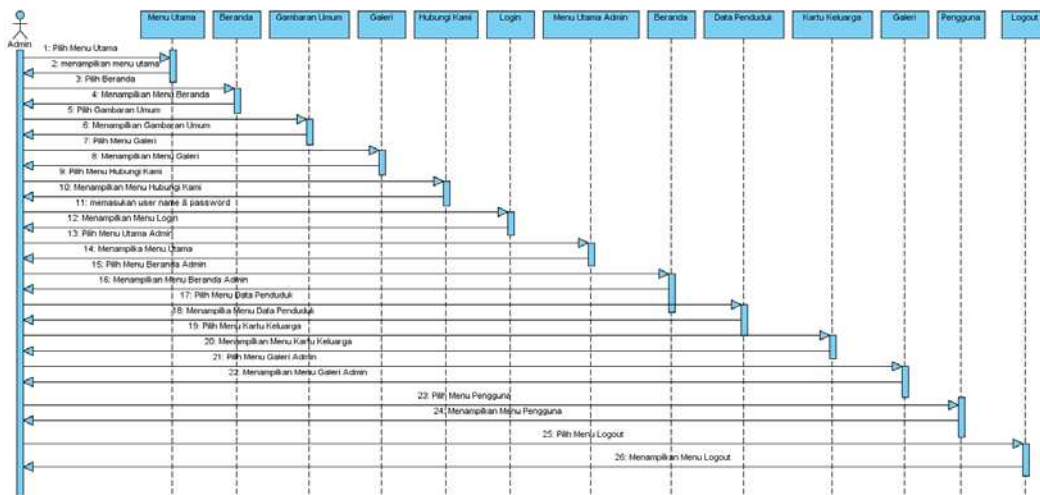 Menu Utama
Beranda
Gambaran Umum
Galeri
Hubungi Kami
Login
Menu Utama Admin
Beranda
Data Penduduk
Kartu Keluarga
Galeri
Pengguna
Logout
Admin
1: Pilih Menu Utama
2: menampilkan menu utama
3: Pilih Beranda
4: Menampilkan Menu Beranda
5: Pilih Gambaran Umum
6: Menampilkan Gambaran Umum
7: Pilih Menu Galeri
8: Menampilkan Menu Galeri
9: Pilih Menu Hubungi Kami
10: Menampilkan Menu Hubungi Kami
11: memasukan user name & password
12: Menampilkan Menu Login
13: Pilih Menu Utama Admin
14: Menampilka Menu Utama
15: Pilih Menu Beranda Admin
16: Menampilkan Menu Beranda Admin
17: Pilih Menu Data Penduduk
18: Menampilka Menu Data Penduduk
19: Pilih Menu Kartu Keluarga
20: Menampilkan Menu Kartu Keluarga
21: Pilih Menu Galeri Admin
22: Menampilkan Menu Galeri Admin
23: Pilih Menu Pengguna
24: Menampilkan Menu Pengguna
25: Pilih Menu Logout
26: Menampilkan Menu Logout